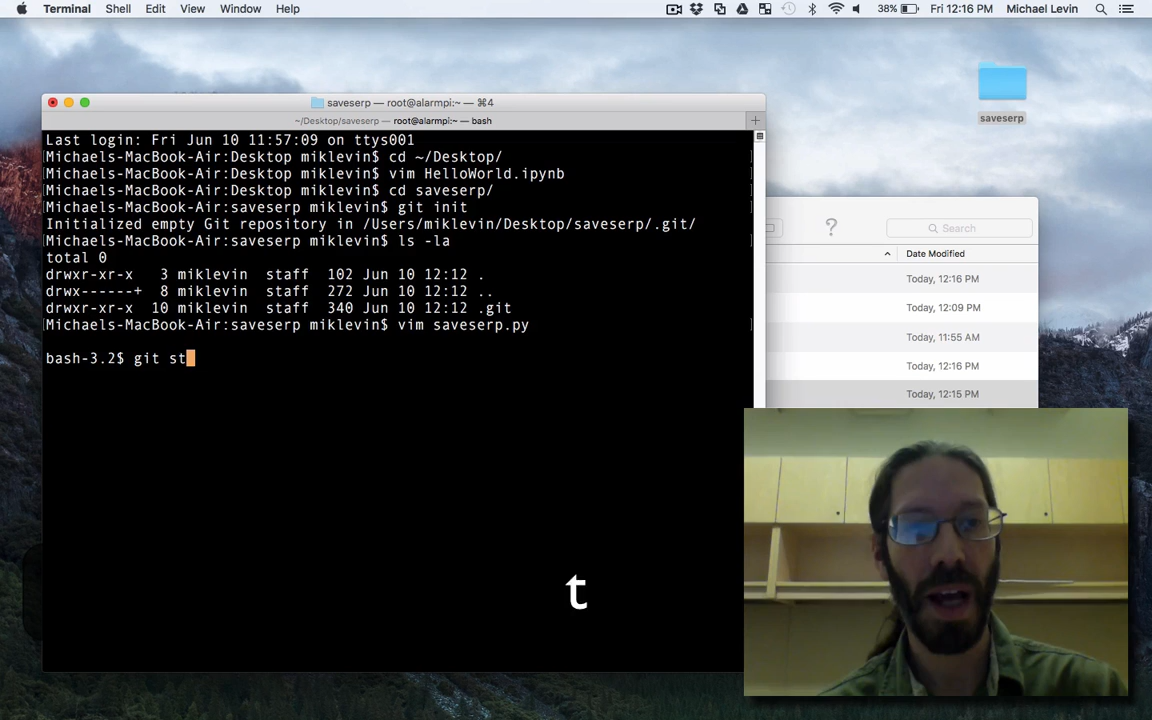 Terminal Shell Edit View Window Help 38% Fri 12:16 PM Michael Levin
saveserp
saveserp — root@alarmpi:~ — ⌘4
~/Desktop/saveserp — root@alarmpi:~ — bash
Last login: Fri Jun 10 11:57:09 on ttys001
[Michaels-MacBook-Air:Desktop miklevin$ cd ~/Desktop/
[Michaels-MacBook-Air:Desktop miklevin$ vim HelloWorld.ipynb
[Michaels-MacBook-Air:Desktop miklevin$ cd saveserp/
[Michaels-MacBook-Air:saveserp miklevin$ git init
Initialized empty Git repository in /Users/miklevin/Desktop/saveserp/.git/
[Michaels-MacBook-Air:saveserp miklevin$ ls -la
total 0
drwxr-xr-x 3 miklevin staff 102 Jun 10 12:12 .
drwx------+ 8 miklevin staff 272 Jun 10 12:12 ..
drwxr-xr-x 10 miklevin staff 340 Jun 10 12:12 .git
[Michaels-MacBook-Air:saveserp miklevin$ vim saveserp.py
bash-3.2$ git st
? Search
Date Modified
Today, 12:16 PM
Today, 12:09 PM
Today, 11:55 AM
Today, 12:16 PM
Today, 12:15 PM
t